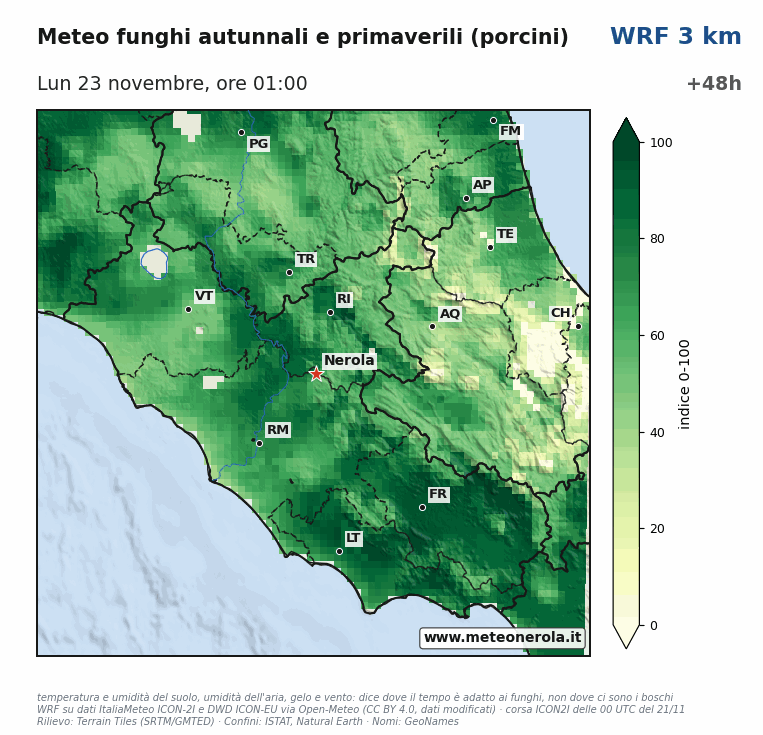 Meteo funghi autunnali e primaverili (porcini)
WRF 3 km
Lun 23 novembre, ore 01:00
+48h
FM
PG
AP
TE
TR
VT
RI
AQ
CH
Nerola
RM
FR
LT
www.meteonerola.it
100
80
60
40
20
0
indice 0-100
temperatura e umidità del suolo, umidità dell'aria, gelo e vento: dice dove il tempo è adatto ai funghi, non dove ci sono i boschi
WRF su dati ItaliaMeteo ICON-2I e DWD ICON-EU via Open-Meteo (CC BY 4.0, dati modificati) · corsa ICON2I delle 00 UTC del 21/11
Rilievo: Terrain Tiles (SRTM/GMTED) · Confini: ISTAT, Natural Earth · Nomi: GeoNames